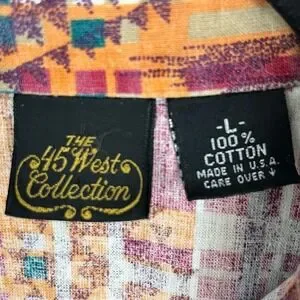 THE
45 West
Collection
-L-
100%
COTTON
MADE IN U.S.A.
CARE OVER ↓